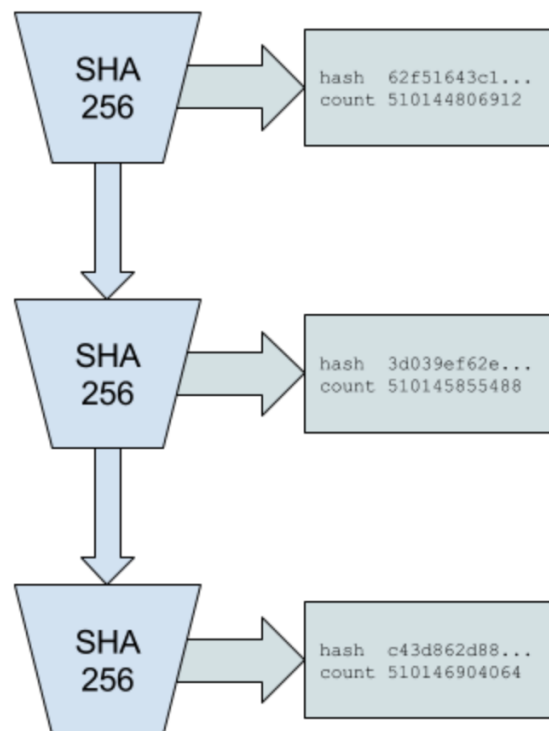 SHA
256
hash 62f51643c1...
count 510144806912
SHA
256
hash 3d039ef62e...
count 510145855488
SHA
256
hash c43d862d88...
count 510146904064